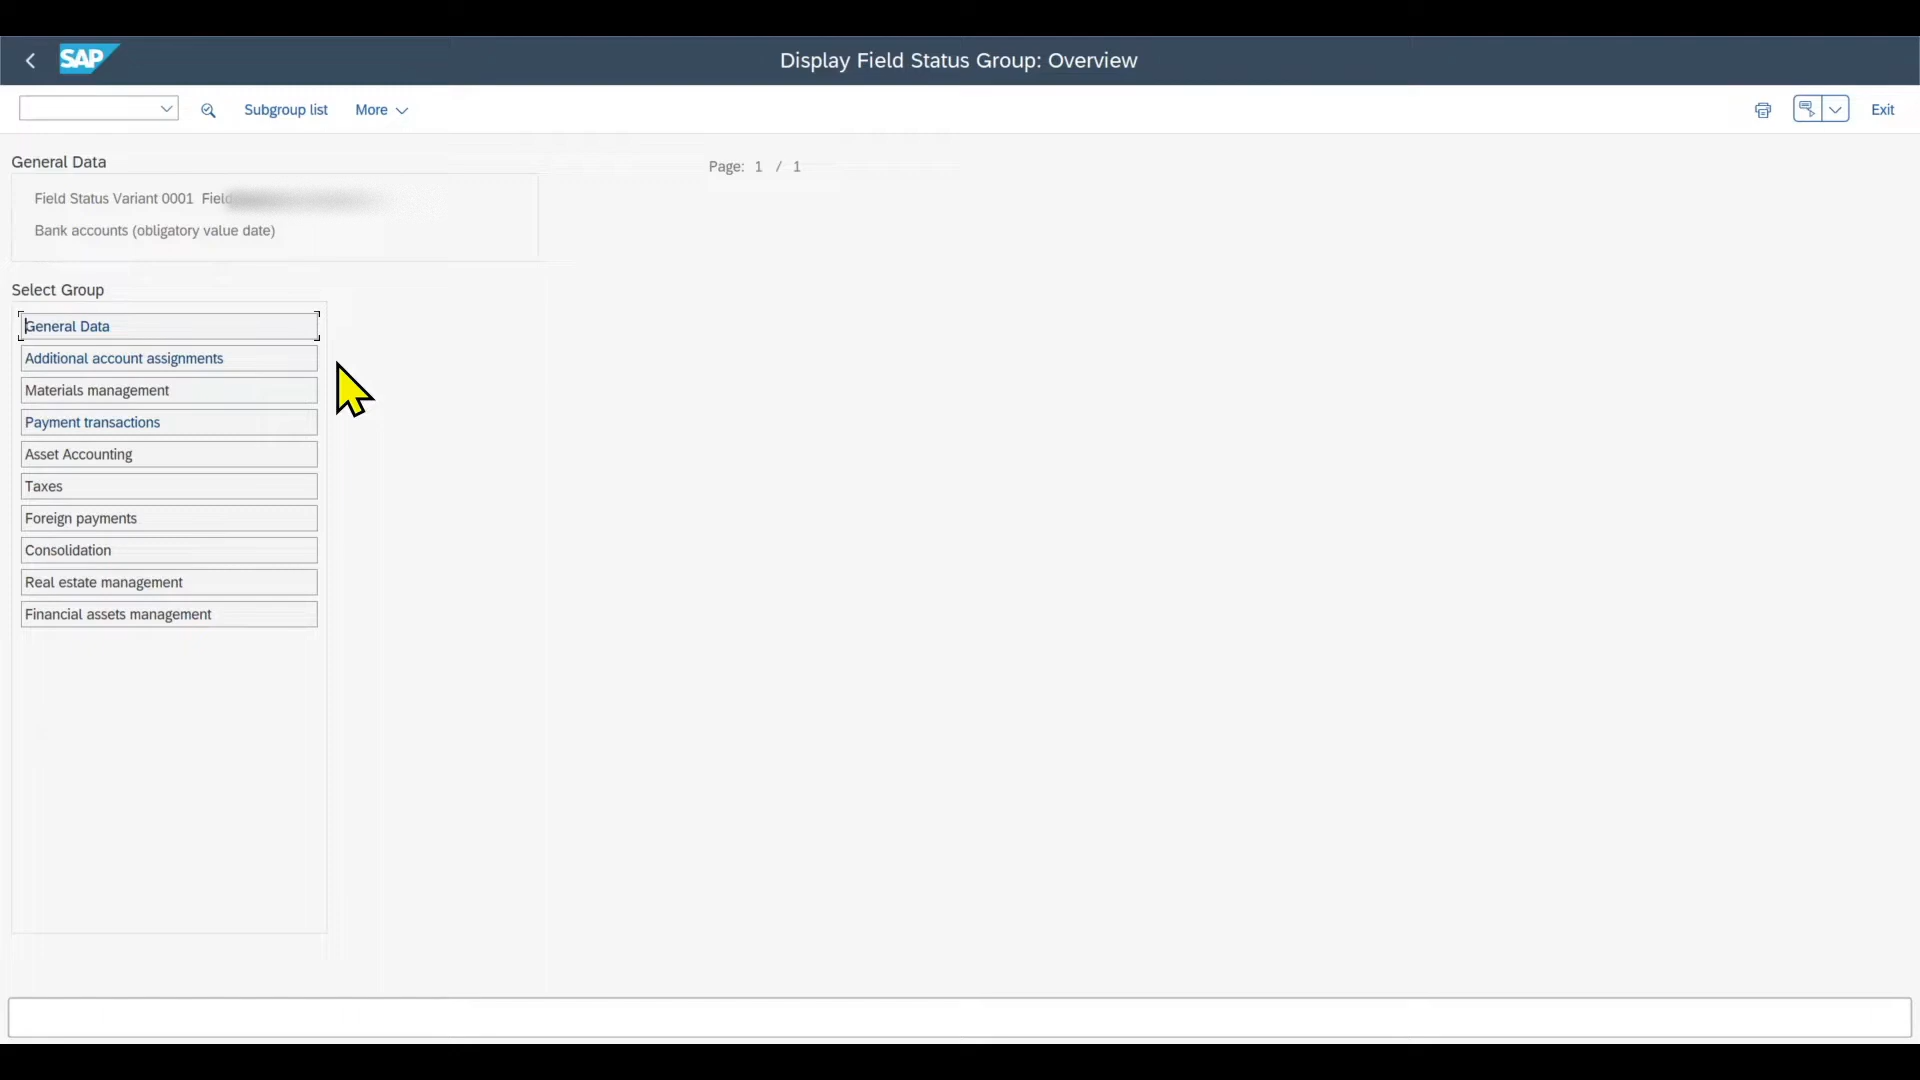 SAP
Display Field Status Group: Overview
Subgroup list
More
Exit
General Data
Page: 1 / 1
Field Status Variant 0001 Field
Bank accounts (obligatory value date)
Select Group
General Data
Additional account assignments
Materials management
Payment transactions
Asset Accounting
Taxes
Foreign payments
Consolidation
Real estate management
Financial assets management